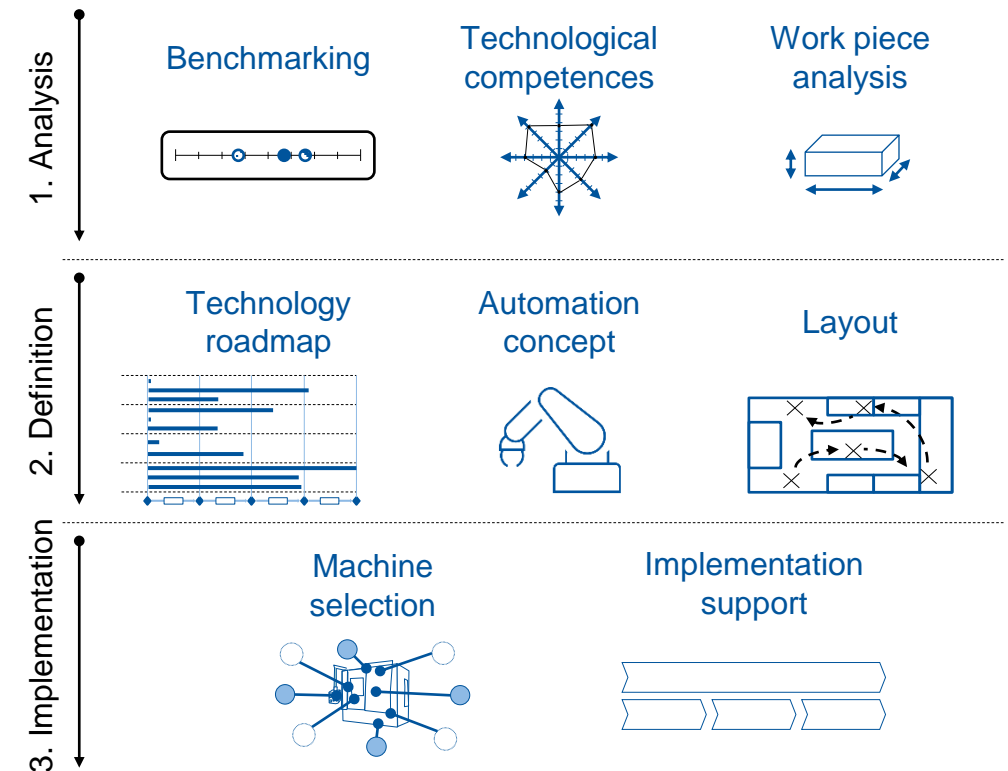 1. Analysis
Benchmarking
Technological
competences
Work piece
analysis
2. Definition
Technology
roadmap
Automation
concept
Layout
3. Implementation
Machine
selection
Implementation
support